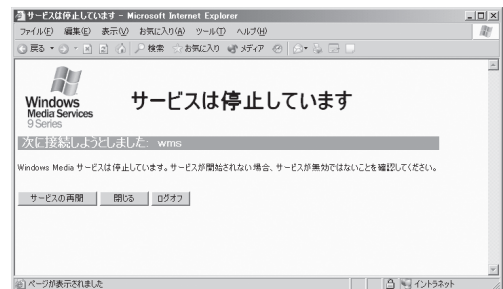 サービスは停止しています - Microsoft Internet Explorer
ファイル(F) 編集(E) 表示(V) お気に入り(A) ツール(T) ヘルプ(H)
戻る 検索 お気に入り メディア
Windows
Media Services
9 Series
サービスは停止しています
次に接続しようとしました: wms
Windows Media サービスは停止しています。サービスが開始されない場合、サービスが無効ではないことを確認してください。
サービスの再開 閉じる ログオフ
ページが表示されました イントラネット